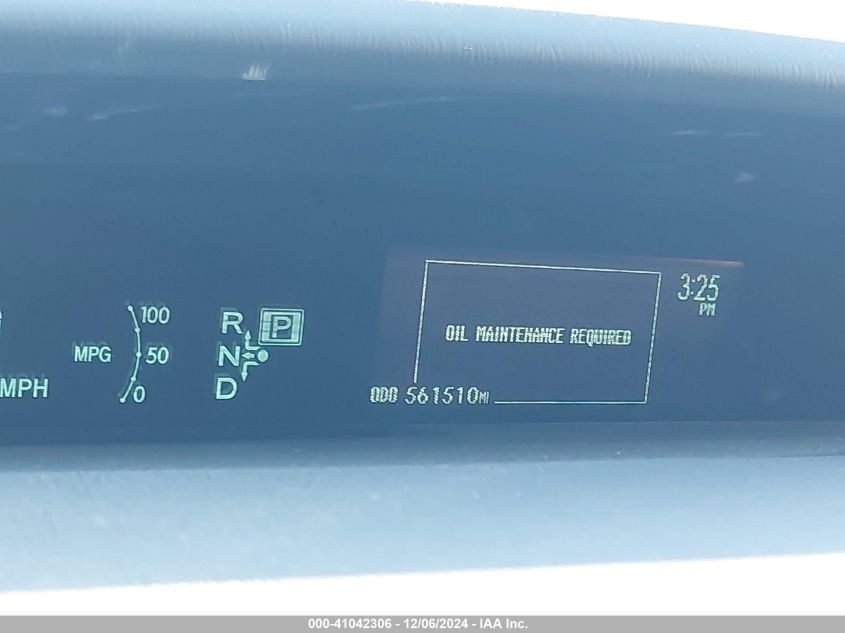 3:25
PM
100
R P
OIL MAINTENANCE REQUIRED
MPG 50
N
MPH
0
D
ODO 561510MI
000-41042306 - 12/06/2024 - IAA Inc.